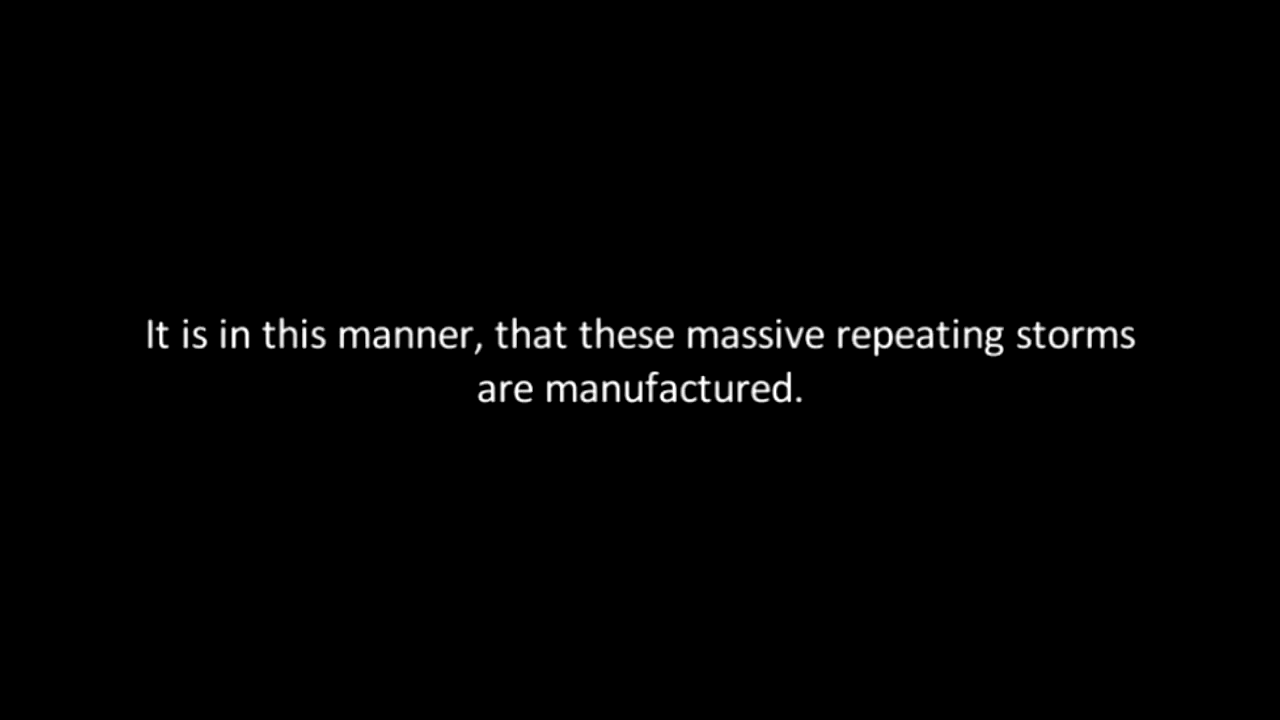 It is in this manner, that these massive repeating storms
are manufactured.